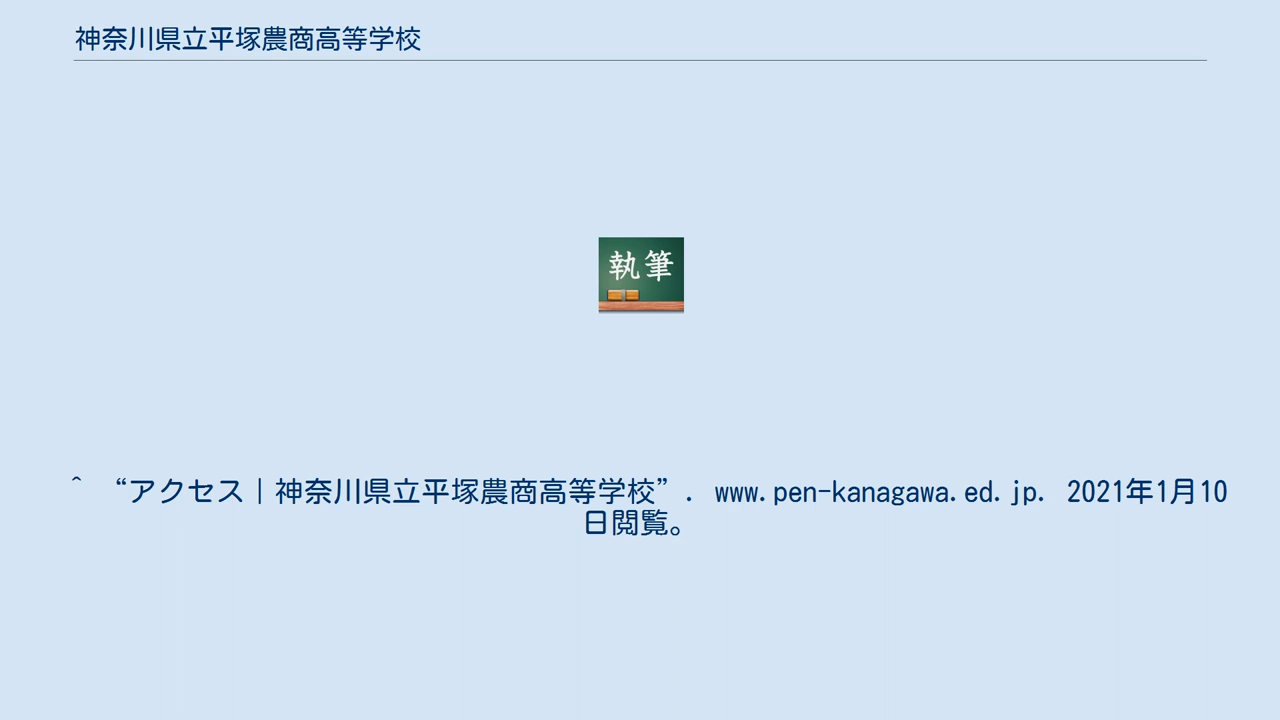 神奈川県立平塚農商高等学校
執筆
^ “アクセス｜神奈川県立平塚農商高等学校”. www.pen-kanagawa.ed.jp. 2021年1月10
日閲覧。